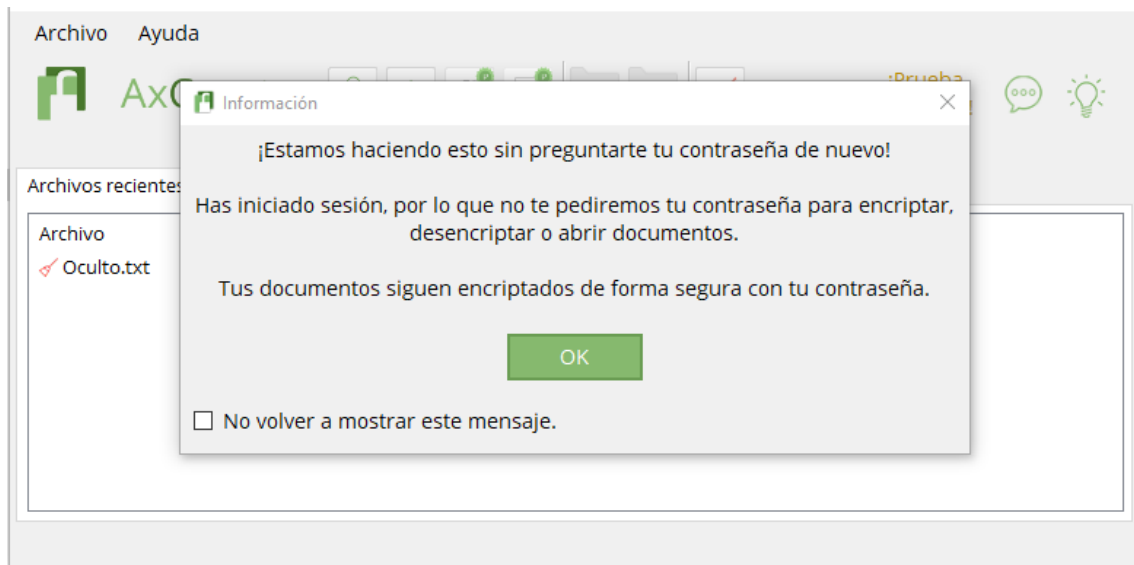 Archivo Ayuda
¡Prueba
Información
¡Estamos haciendo esto sin preguntarte tu contraseña de nuevo!
Archivos recientes
Has iniciado sesión, por lo que no te pediremos tu contraseña para encriptar,
desencriptar o abrir documentos.
Archivo
Oculto.txt
Tus documentos siguen encriptados de forma segura con tu contraseña.
OK
No volver a mostrar este mensaje.